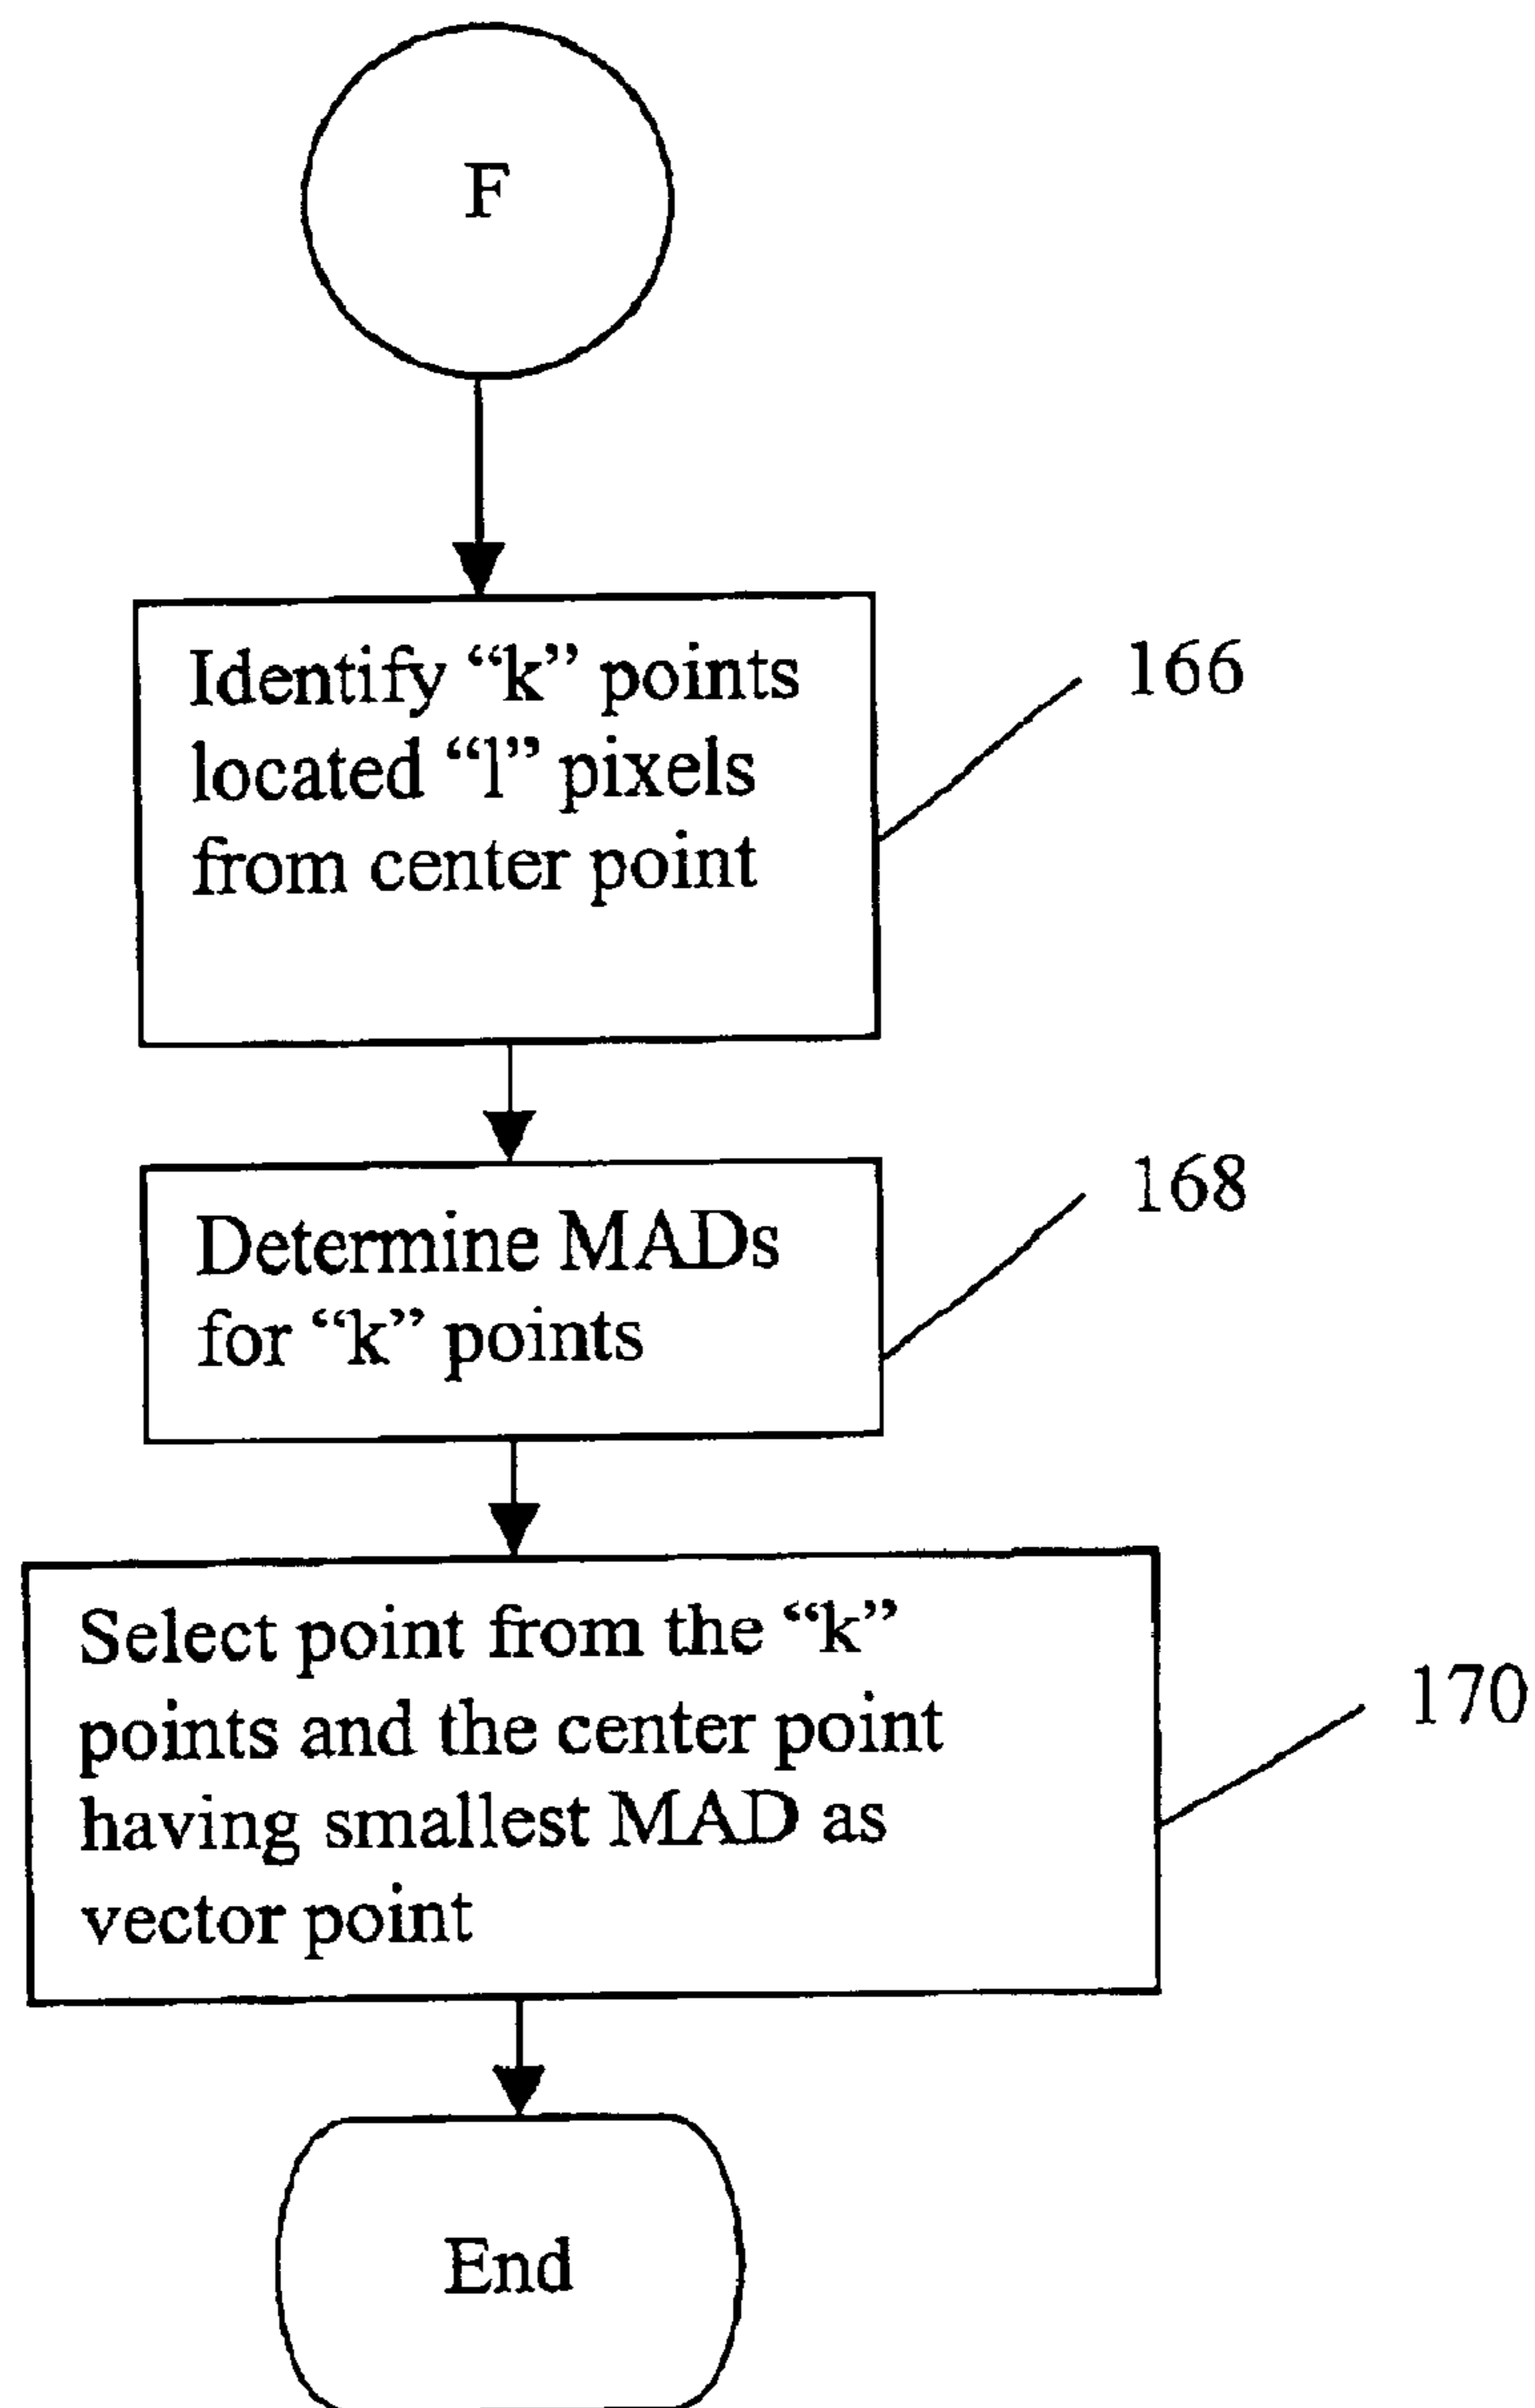 F
Identify “k” points
located “l” pixels
from center point
166
Determine MADs
for “k” points
168
Select point from the “k”
points and the center point
having smallest MAD as
vector point
170
End